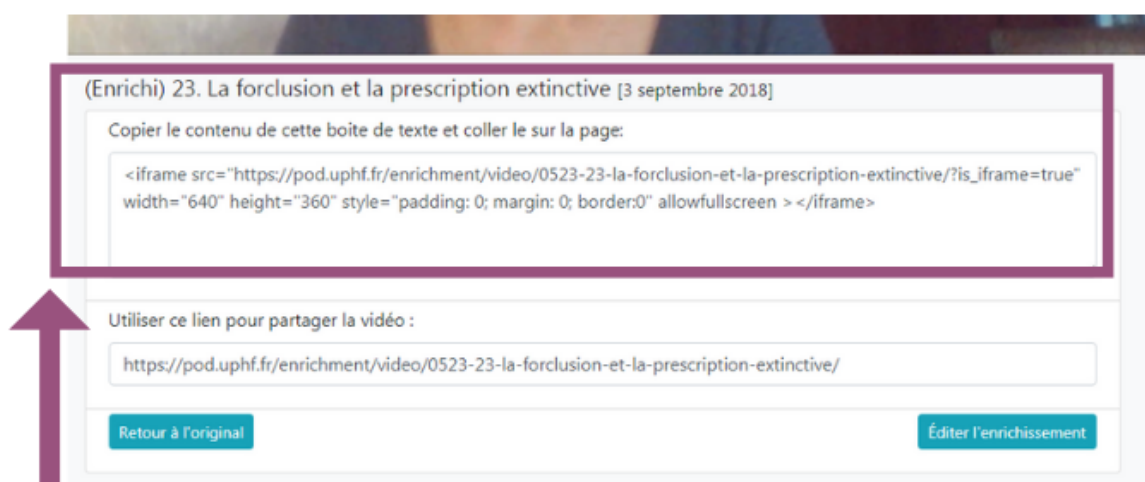 (Enrichi) 23. La forclusion et la prescription extinctive [3 septembre 2018]
Copier le contenu de cette boite de texte et coller le sur la page:
<iframe src="https://pod.uphf.fr/enrichment/video/0523-23-la-forclusion-et-la-prescription-extinctive/?is_iframe=true"
width="640" height="360" style="padding: 0; margin: 0; border:0" allowfullscreen ></iframe>
Utiliser ce lien pour partager la vidéo :
https://pod.uphf.fr/enrichment/video/0523-23-la-forclusion-et-la-prescription-extinctive/
Retour à l'original
Éditer l'enrichissement